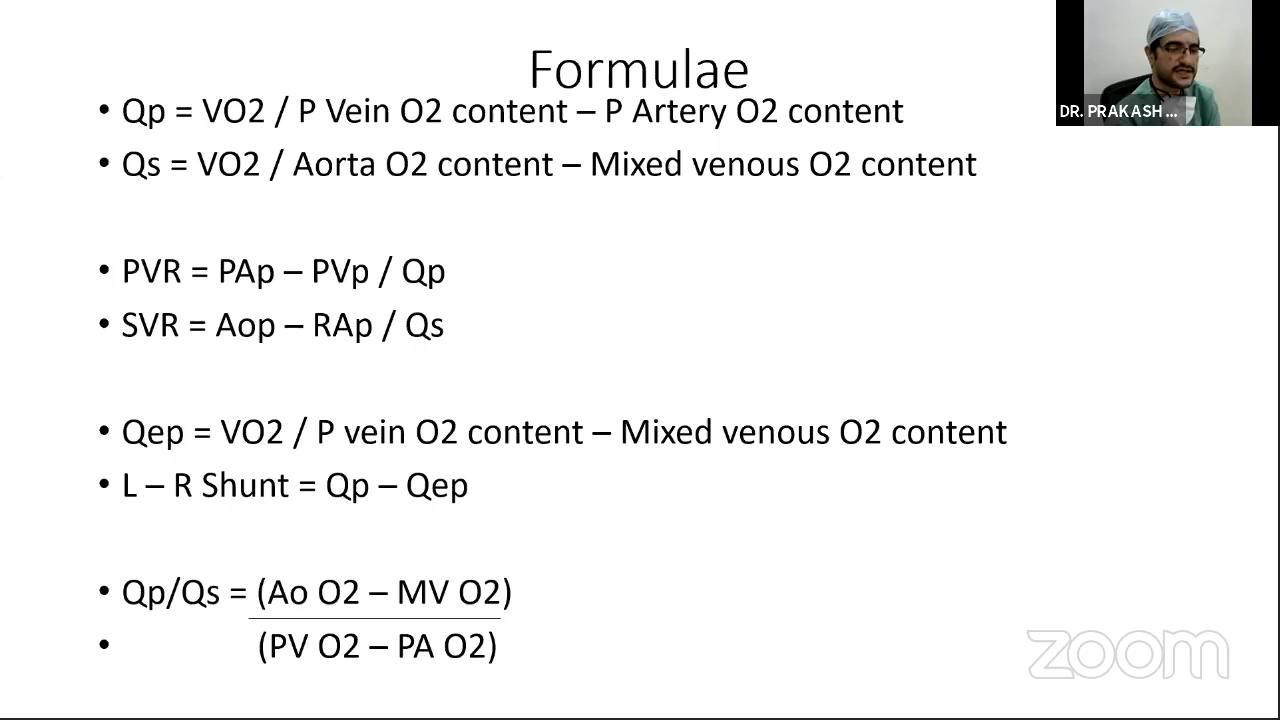 Formulae
• Qp = VO2 / P Vein O2 content – P Artery O2 content
• Qs = VO2 / Aorta O2 content – Mixed venous O2 content
• PVR = PAp – PVp / Qp
• SVR = Aop – RAp / Qs
• Qep = VO2 / P vein O2 content – Mixed venous O2 content
• L – R Shunt = Qp – Qep
• Qp/Qs = (Ao O2 – MV O2)
• (PV O2 – PA O2)
DR. PRAKASH ...
zoom